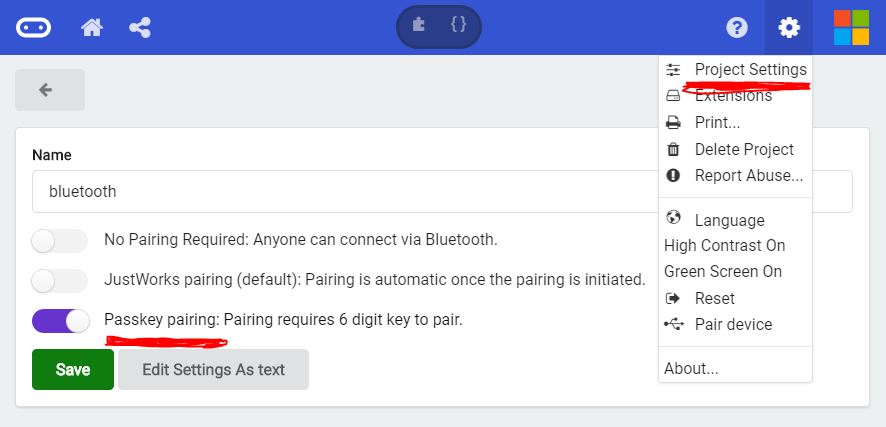 {}
?
Project Settings
Extensions
Print...
Delete Project
Report Abuse...
Language
High Contrast On
Green Screen On
Reset
Pair device
About...
Name
bluetooth
No Pairing Required: Anyone can connect via Bluetooth.
JustWorks pairing (default): Pairing is automatic once the pairing is initiated.
Passkey pairing: Pairing requires 6 digit key to pair.
Save
Edit Settings As text